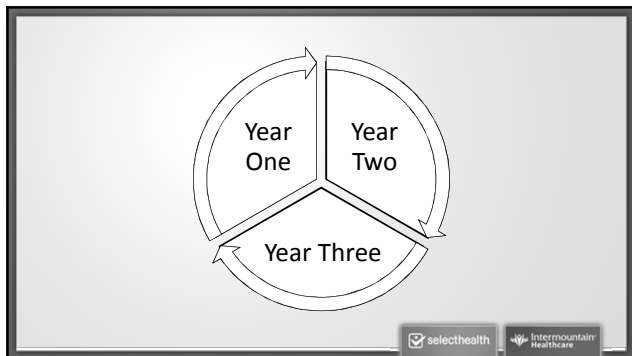 Year
One
Year
Two
Year Three
selecthealth
Intermountain
Healthcare